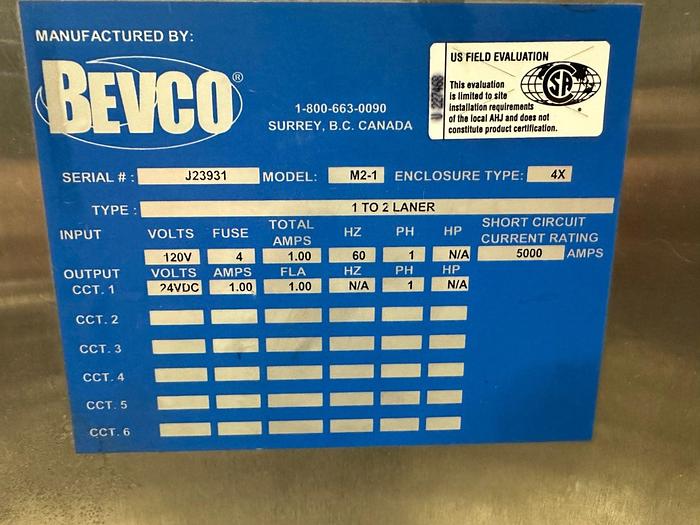 MANUFACTURED BY:
BEVCO®
1-800-663-0090
SURREY, B.C. CANADA
US FIELD EVALUATION
This evaluation
is limited to site
installation requirements
of the local AHJ and does not
constitute product certification.
U 227468
CSA
SERIAL # : J23931 MODEL: M2-1 ENCLOSURE TYPE: 4X
TYPE : 1 TO 2 LANER
INPUT VOLTS FUSE TOTAL AMPS HZ PH HP SHORT CIRCUIT CURRENT RATING
120V 4 1.00 60 1 N/A 5000 AMPS
OUTPUT VOLTS AMPS FLA HZ PH HP
CCT. 1 24VDC 1.00 1.00 N/A 1 N/A
CCT. 2
CCT. 3
CCT. 4
CCT. 5
CCT. 6